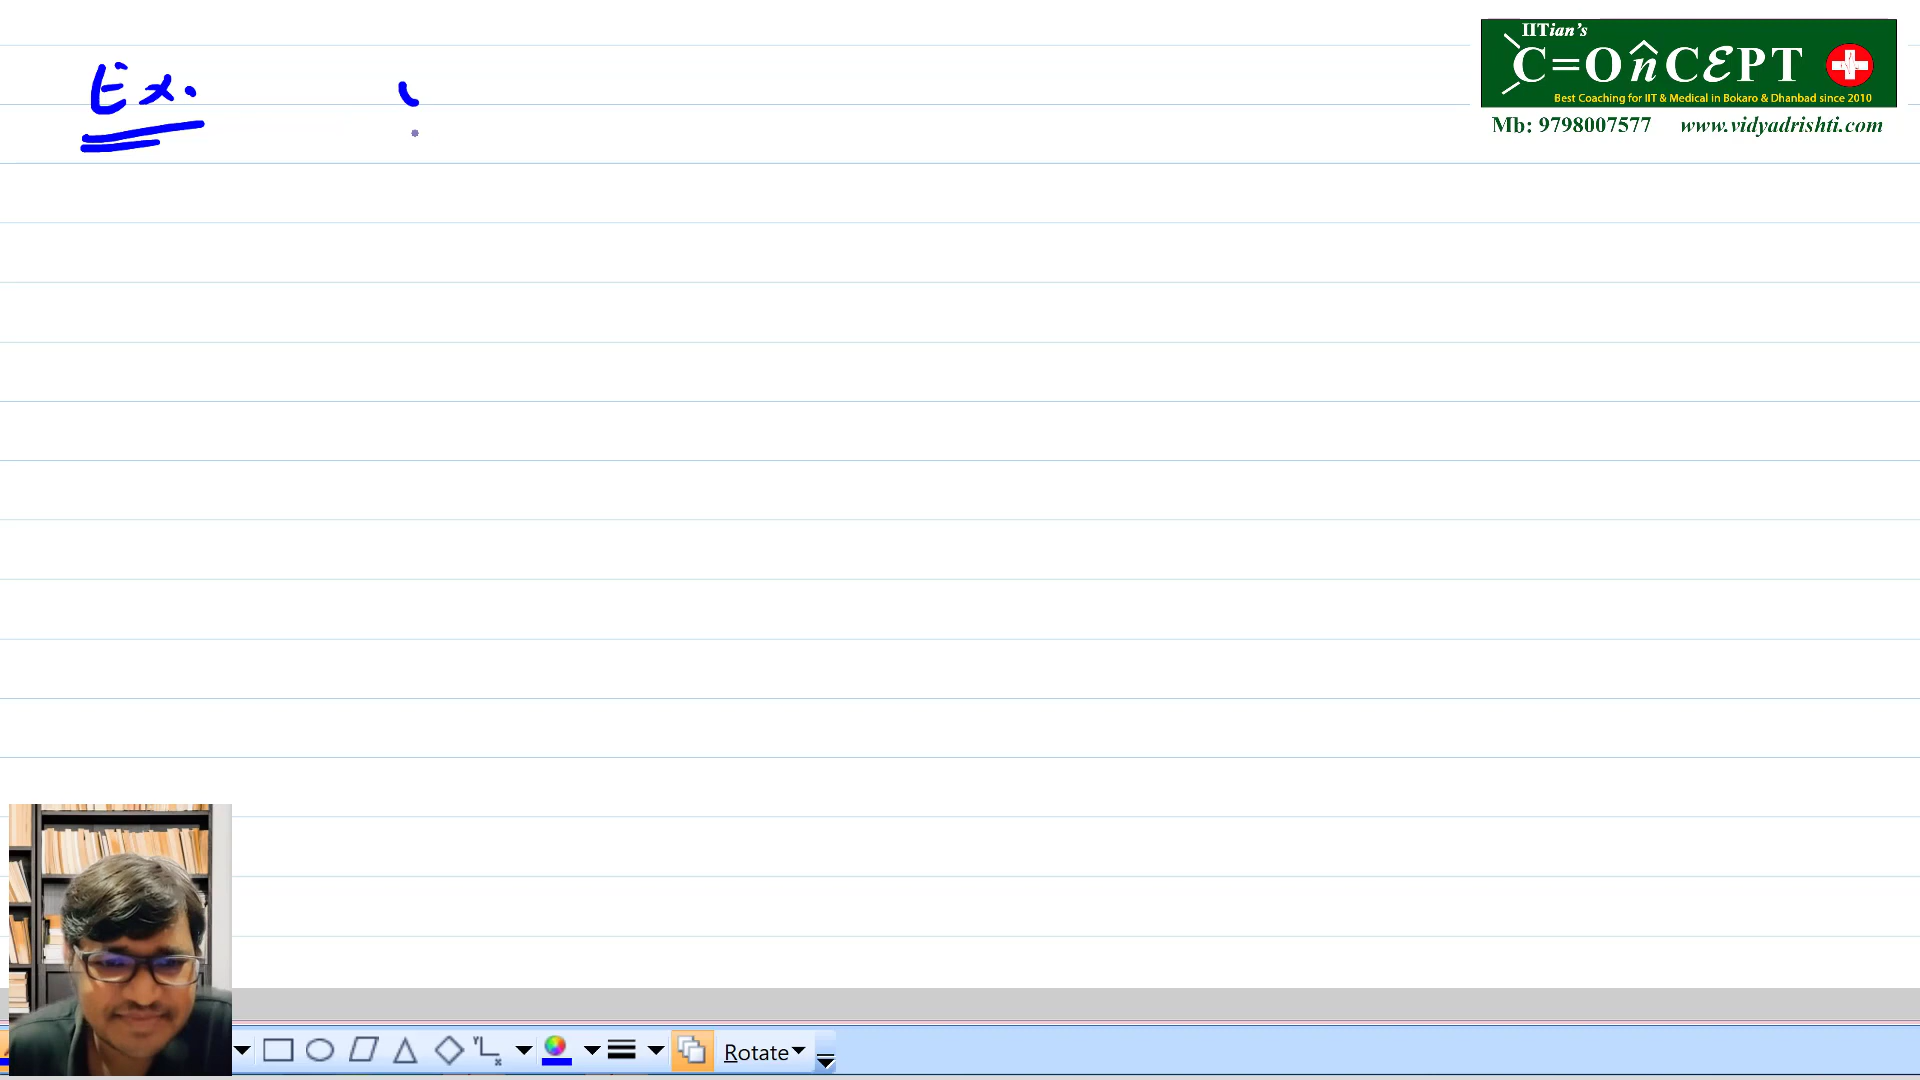 IITian's
C=OnCEPT
Best Coaching for IIT & Medical in Bokaro & Dhanbad since 2010
Mb: 9798007577 www.vidyadrishti.com
Ex.
Rotate